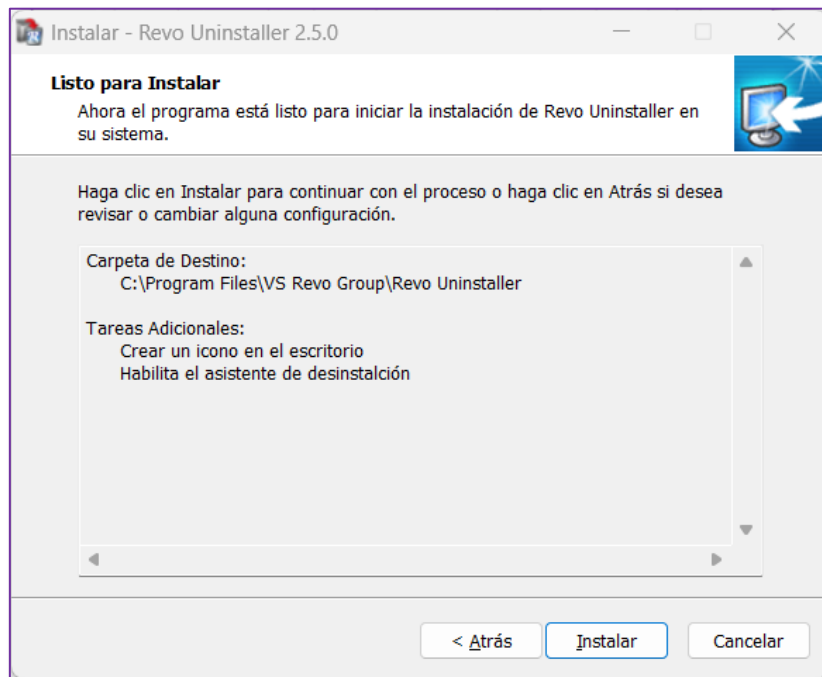 Instalar - Revo Uninstaller 2.5.0
Listo para Instalar
Ahora el programa está listo para iniciar la instalación de Revo Uninstaller en
su sistema.
Haga clic en Instalar para continuar con el proceso o haga clic en Atrás si desea
revisar o cambiar alguna configuración.
Carpeta de Destino:
C:\Program Files\VS Revo Group\Revo Uninstaller
Tareas Adicionales:
Crear un icono en el escritorio
Habilita el asistente de desinstalción
< Atrás
Instalar
Cancelar